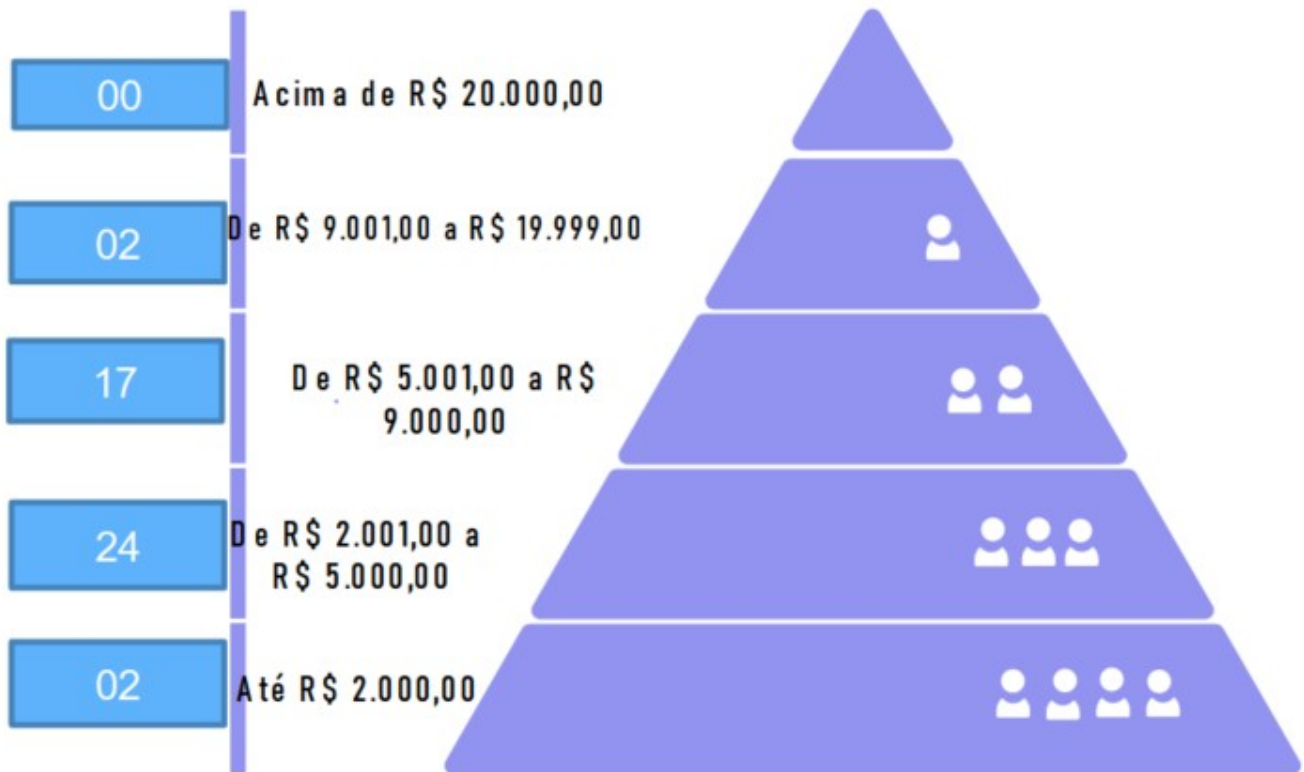 00
Acima de R$ 20.000,00
02
De R$ 9.001,00 a R$ 19.999,00
17
De R$ 5.001,00 a R$
9.000,00
24
De R$ 2.001,00 a
R$ 5.000,00
02
Até R$ 2.000,00